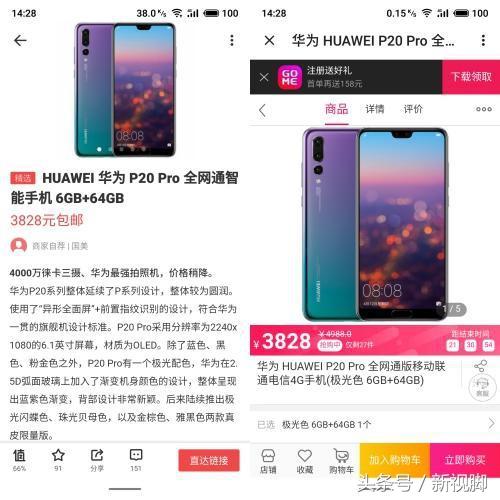 14:28
38.0 K/s
100
HUAWEI
08:08
精选 HUAWEI 华为 P20 Pro 全网通智
能手机 6GB+64GB
3828元包邮
商家自荐 | 国美
4000万徕卡三摄、华为最强拍照机，价格稍降。
华为P20系列整体延续了P系列设计，整体较为圆润。
使用了“异形全面屏”+前置指纹识别的设计，符合华为
一贯的旗舰机设计标准。P20 Pro采用分辨率为2240x
1080的6.1英寸屏幕，材质为OLED。除了蓝色、黑
色、粉金色之外，P20 Pro有一个极光配色，华为在2.
5D弧面玻璃上加入了渐变机身颜色的设计，整体呈现
出蓝紫色渐变，背部设计非常新颖。后来陆续推出极
光闪蝶色、珠光贝母色，以及金棕色、雅黑色两款真
皮限量版。
值
66%
91
分享
151
直达链接
14:28
0.15 K/s
100
华为 HUAWEI P20 Pro 全...
GO
ME
注册送好礼
首单再送158元
下载领取
商品 详情 评价
HUAWEI
08:08
1 / 5
¥3828
¥4988.0
抢购中 仅剩27件
距结束时间
21 : 30 : 54
华为 HUAWEI P20 Pro 全网通版移动联
通电信4G手机(极光色 6GB+64GB)
分享
客服
已选 极光色 6GB+64GB 1个
店铺
收藏
购物车
加入购物车
立即购买
头条号 / 新视脚